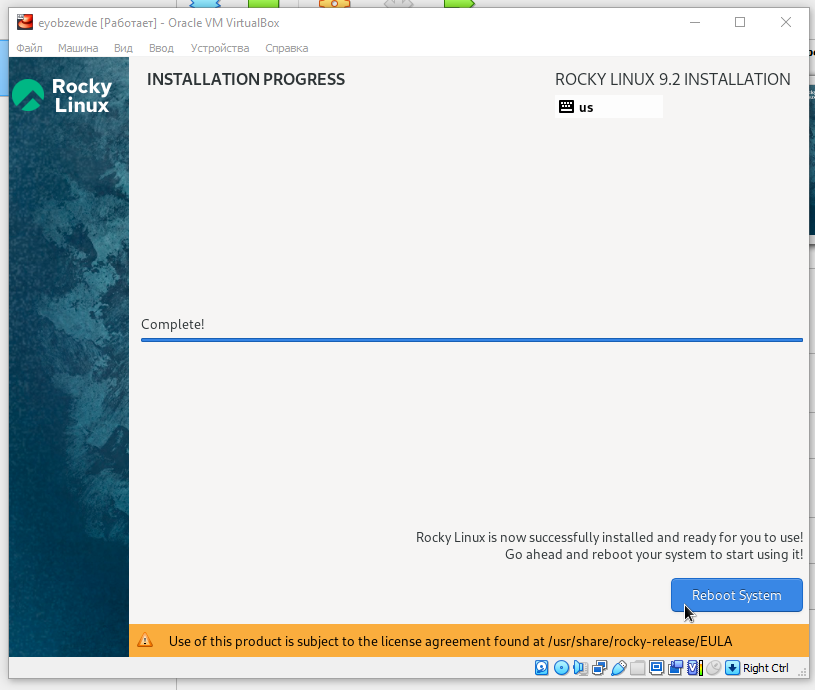 eyobzewde [Работает] - Oracle VM VirtualBox
Файл Машина Вид Ввод Устройства Справка
Rocky
Linux
INSTALLATION PROGRESS
ROCKY LINUX 9.2 INSTALLATION
us
Complete!
Rocky Linux is now successfully installed and ready for you to use!
Go ahead and reboot your system to start using it!
Reboot System
Use of this product is subject to the license agreement found at /usr/share/rocky-release/EULA
Right Ctrl